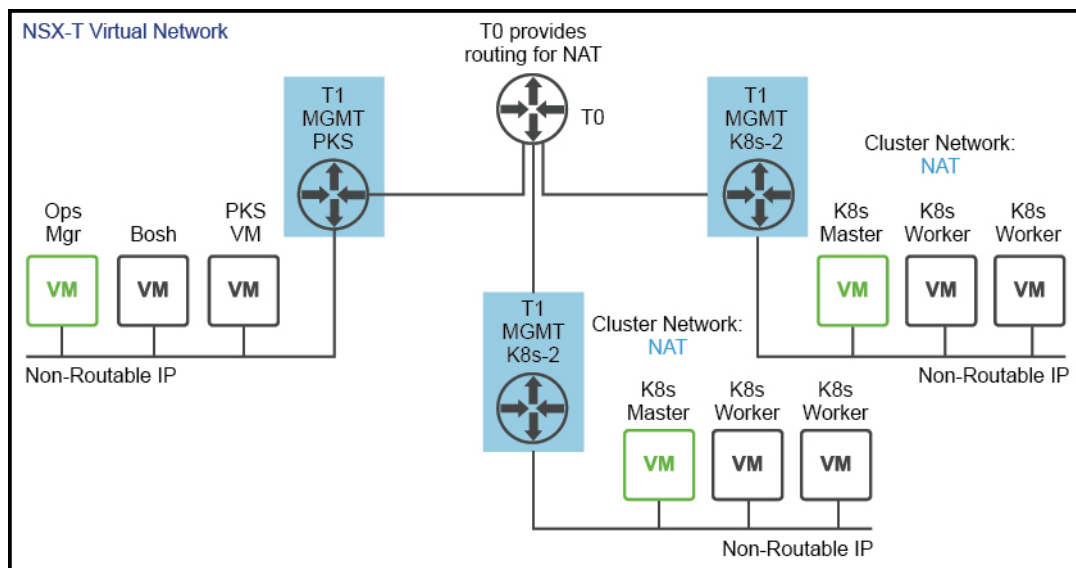 NSX-T Virtual Network
T0 provides
routing for NAT
T0
T1
MGMT
PKS
T1
MGMT
K8s-2
Cluster Network:
NAT
Ops
Mgr
Bosh
PKS
VM
VM
VM
VM
Non-Routable IP
K8s
Master
K8s
Worker
K8s
Worker
VM
VM
VM
Non-Routable IP
T1
MGMT
K8s-2
Cluster Network:
NAT
K8s
Master
K8s
Worker
K8s
Worker
VM
VM
VM
Non-Routable IP